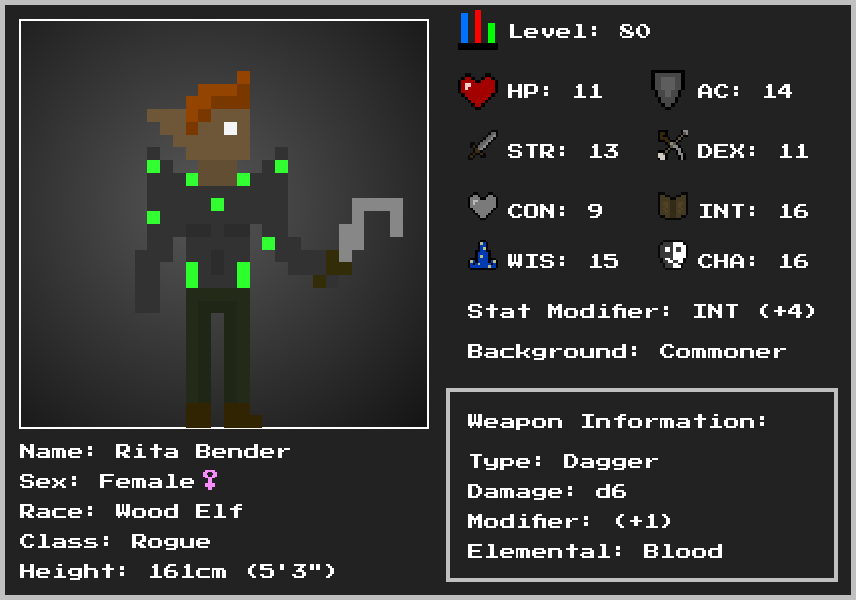 Level: 80
HP: 11
AC: 14
STR: 13
DEX: 11
CON: 9
INT: 16
WIS: 15
CHA: 16
Stat Modifier: INT (+4)
Background: Commoner
Weapon Information:
Type: Dagger
Damage: d6
Modifier: (+1)
Elemental: Blood
Name: Rita Bender
Sex: Female♀
Race: Wood Elf
Class: Rogue
Height: 161cm (5'3")